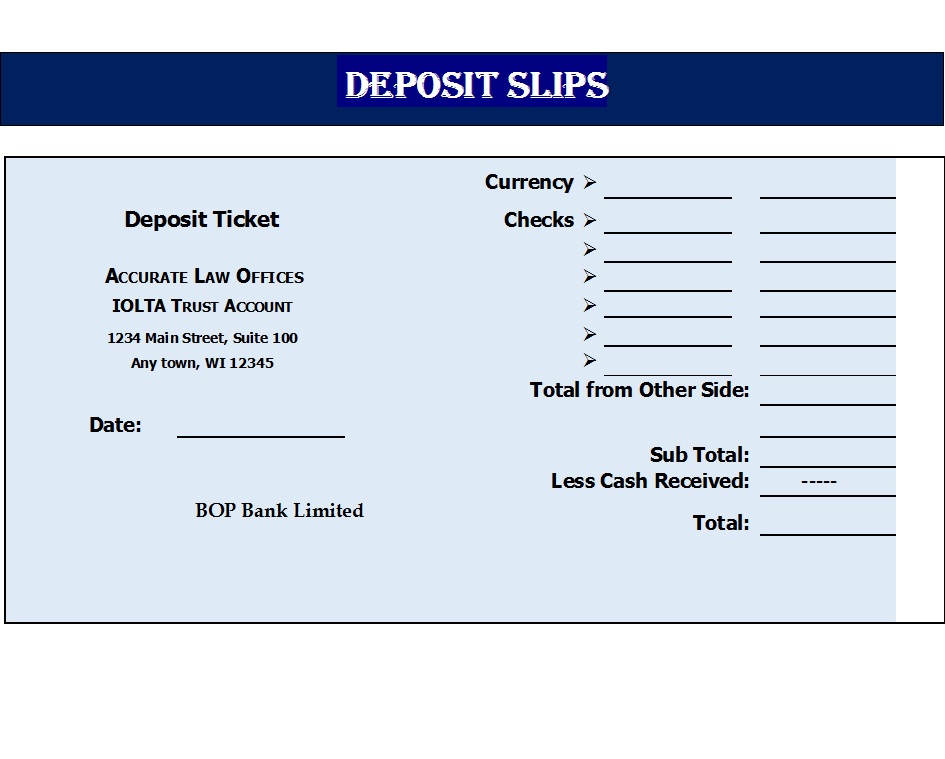 DEPOSIT SLIPS
Currency ➢
Deposit Ticket
Checks ➢
➢
ACCURATE LAW OFFICES
➢
IOLTA TRUST ACCOUNT
➢
1234 Main Street, Suite 100
➢
Any town, WI 12345
➢
Total from Other Side:
Date:
Sub Total:
Less Cash Received: -----
BOP Bank Limited
Total: